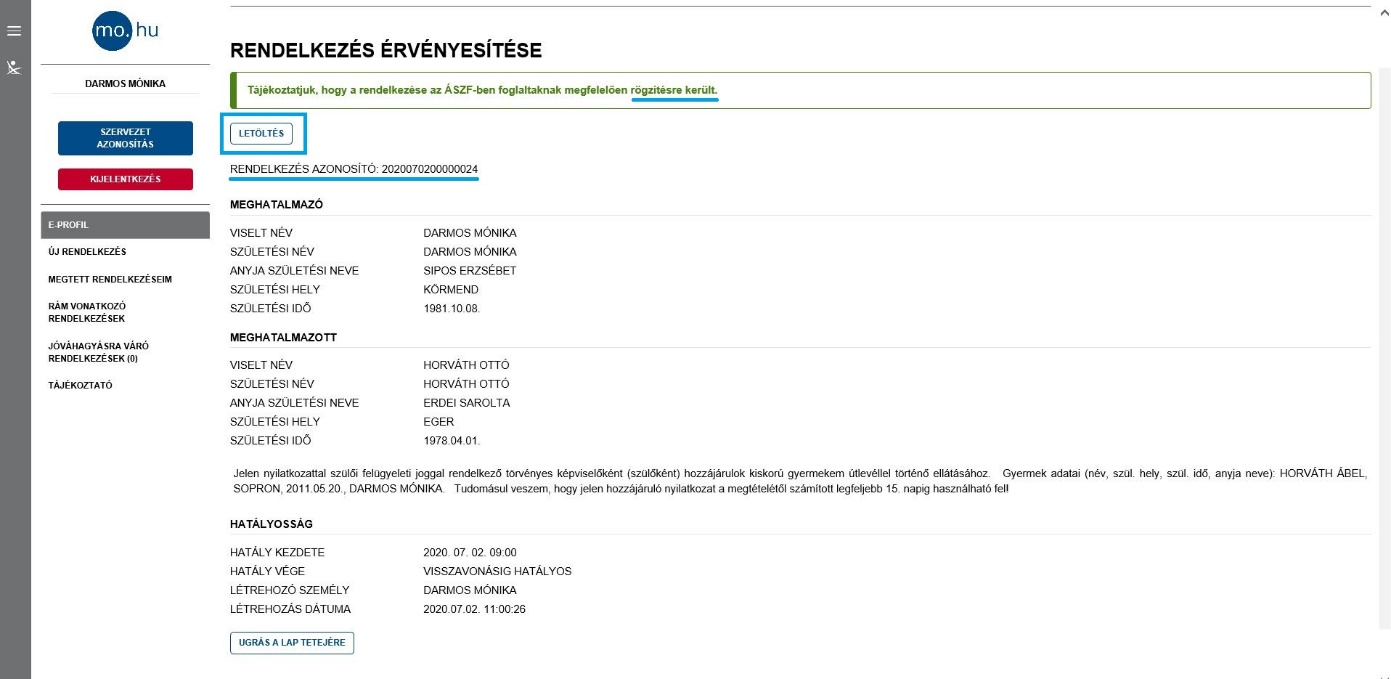 mo. hu
DARMOS MÓNIKA
SZERVEZET
AZONOSÍTÁS
KIJELENTKEZÉS
E-PROFIL
ÚJ RENDELKEZÉS
MEGTETT RENDELKEZÉSEIM
RÁM VONATKOZÓ
RENDELKEZÉSEK
JÓVÁHAGYÁSRA VÁRÓ
RENDELKEZÉSEK (0)
TÁJÉKOZTATÓ
RENDELKEZÉS ÉRVÉNYESÍTÉSE
Tájékoztatjuk, hogy a rendelkezése az ÁSZF-ben foglaltaknak megfelelően rögzítésre került.
LETÖLTÉS
RENDELKEZÉS AZONOSÍTÓ: 2020070200000024
MEGHATALMAZÓ
VISELT NÉV DARMOS MÓNIKA
SZÜLETÉSI NÉV DARMOS MÓNIKA
ANYJA SZÜLETÉSI NEVE SIPOS ERZSÉBET
SZÜLETÉSI HELY KÖRMEND
SZÜLETÉSI IDŐ 1981.10.08.
MEGHATALMAZOTT
VISELT NÉV HORVÁTH OTTÓ
SZÜLETÉSI NÉV HORVÁTH OTTÓ
ANYJA SZÜLETÉSI NEVE ERDEI SAROLTA
SZÜLETÉSI HELY EGER
SZÜLETÉSI IDŐ 1978.04.01.
Jelen nyilatkozattal szülői felügyeleti joggal rendelkező törvényes képviselőként (szülőként) hozzájárulok kiskorú gyermekem útlevéllel történő ellátásához. Gyermek adatai (név, szül. hely, szül. idő, anyja neve): HORVÁTH ÁBEL,
SOPRON, 2011.05.20., DARMOS MÓNIKA. Tudomásul veszem, hogy jelen hozzájáruló nyilatkozat a megtételétől számított legfeljebb 15. napig használható fel!
HATÁLYOSSÁG
HATÁLY KEZDETE 2020. 07. 02. 09:00
HATÁLY VÉGE VISSZAVONÁSIG HATÁLYOS
LÉTREHOZÓ SZEMÉLY DARMOS MÓNIKA
LÉTREHOZÁS DÁTUMA 2020.07.02. 11:00:26
UGRÁS A LAP TETEJÉRE